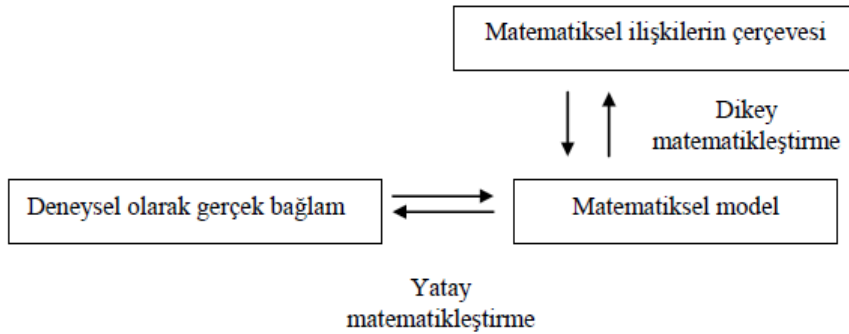 Matematiksel ilişkilerin çerçevesi
Dikey
matematikleştirme
Deneysel olarak gerçek bağlam
Matematiksel model
Yatay
matematikleştirme